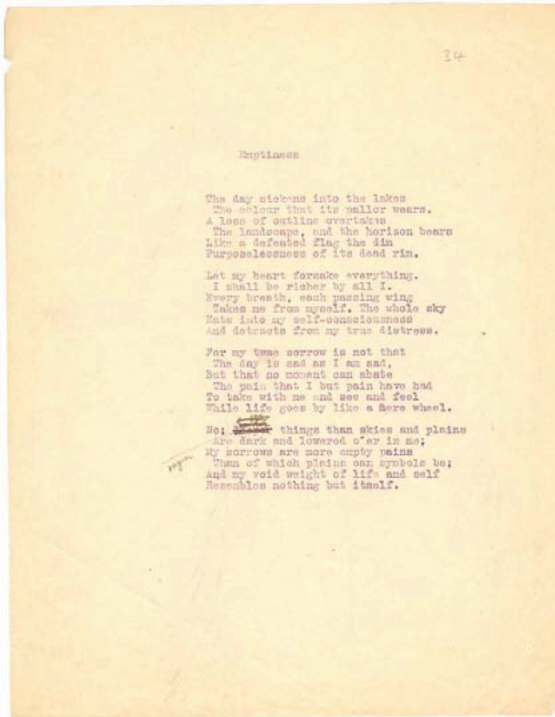 34
Emptiness
The day sickens into the lakes
The colour that its pallor wears.
A loss of outline overtakes
The landscape, and the horison bears
Like a defeated flag the dim
Purposelessness of its dead rim.
Let my heart forsake everything.
I shall be richer by all I.
Every breath, each passing wing
Takes me from myself. The whole sky
Eats into my self-consciousness
And detracts from my true distress.
For my true sorrow is not that
The day is sad as I am sad,
But that no moment can abate
The pain that I but pain have had
To take with me and see and feel
While life goes by like a mere wheel.
No; things than skies and plains
Are dark and lowered o'er in me;
My sorrows are more empty pains
Than of which plains can symbols be;
And my void weight of life and self
Resembles nothing but itself.